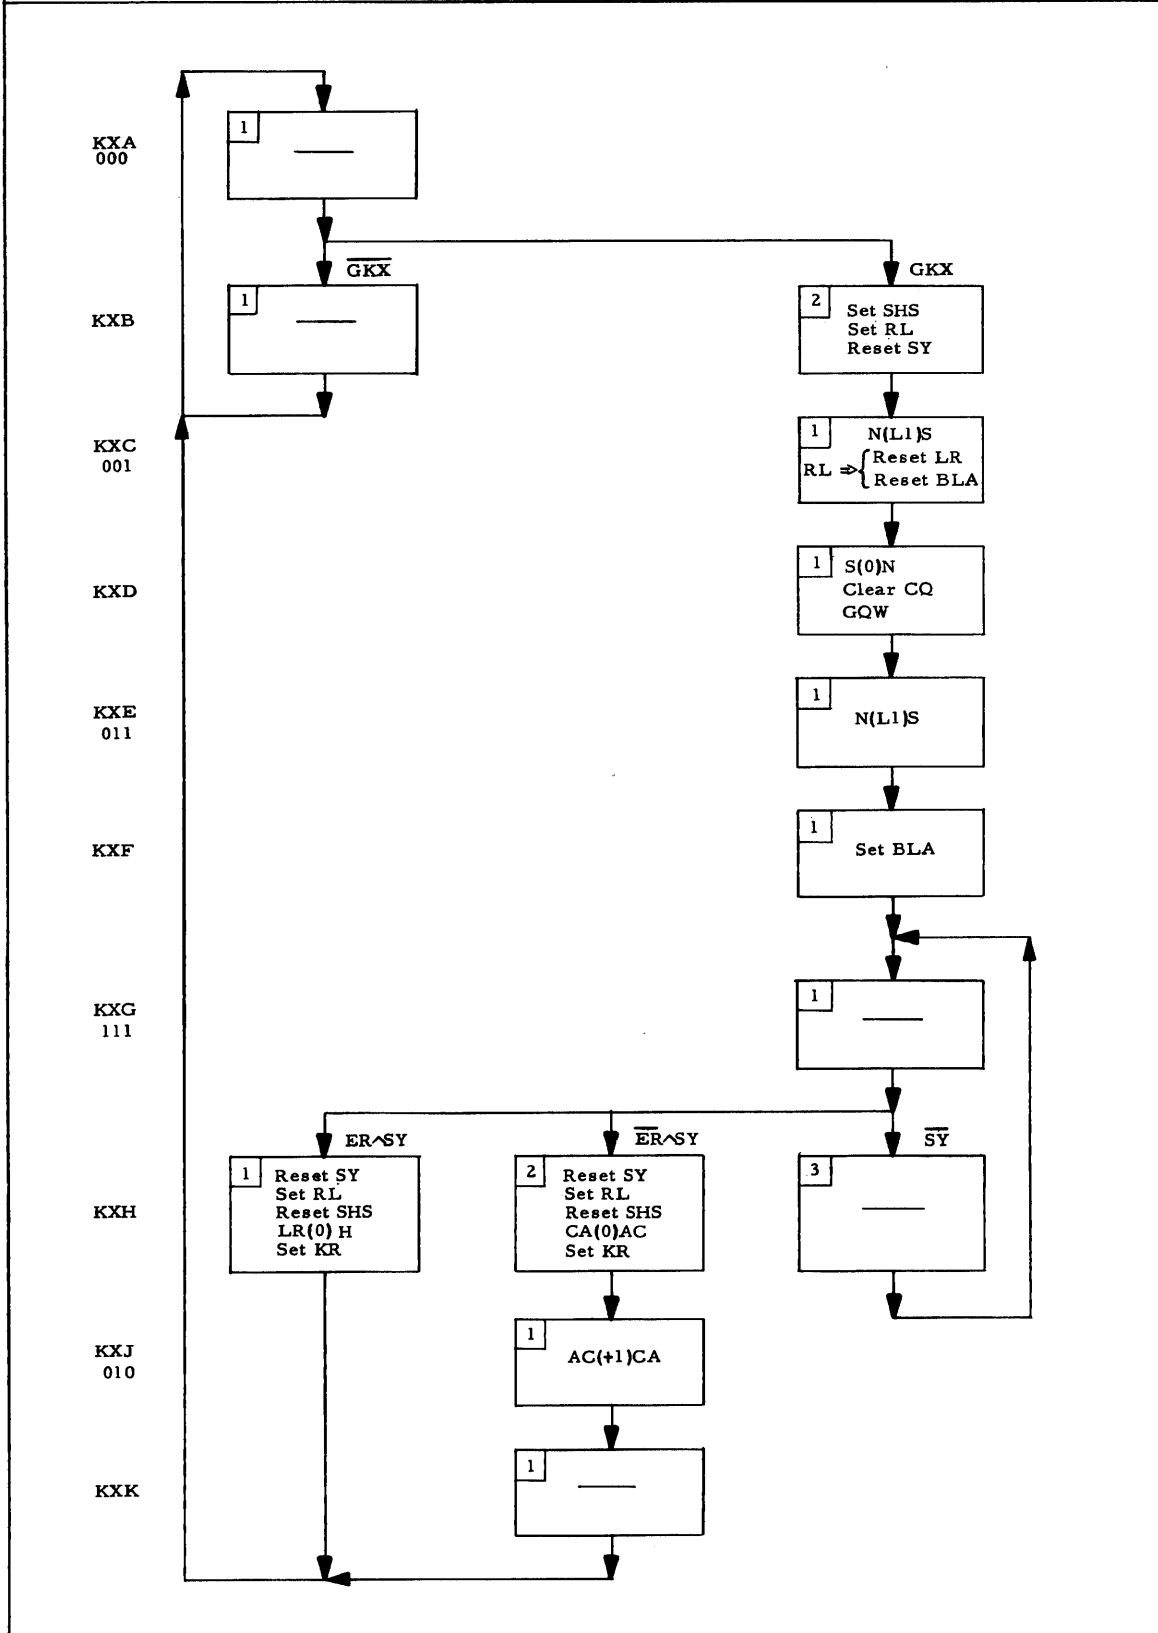 KXA
000
1
GKX
GKX
KXB
1
2
Set SHS
Set RL
Reset SY
KXC
001
1
N(L1)S
RL ⇒ { Reset LR
Reset BLA
KXD
1
S(0)N
Clear CQ
GQW
KXE
011
1
N(L1)S
KXF
1
Set BLA
KXG
111
1
ER∧SY
E̅R∧SY
S̅Y̅
KXH
1
Reset SY
Set RL
Reset SHS
LR(0) H
Set KR
2
Reset SY
Set RL
Reset SHS
CA(0)AC
Set KR
3
KXJ
010
1
AC(+1)CA
KXK
1